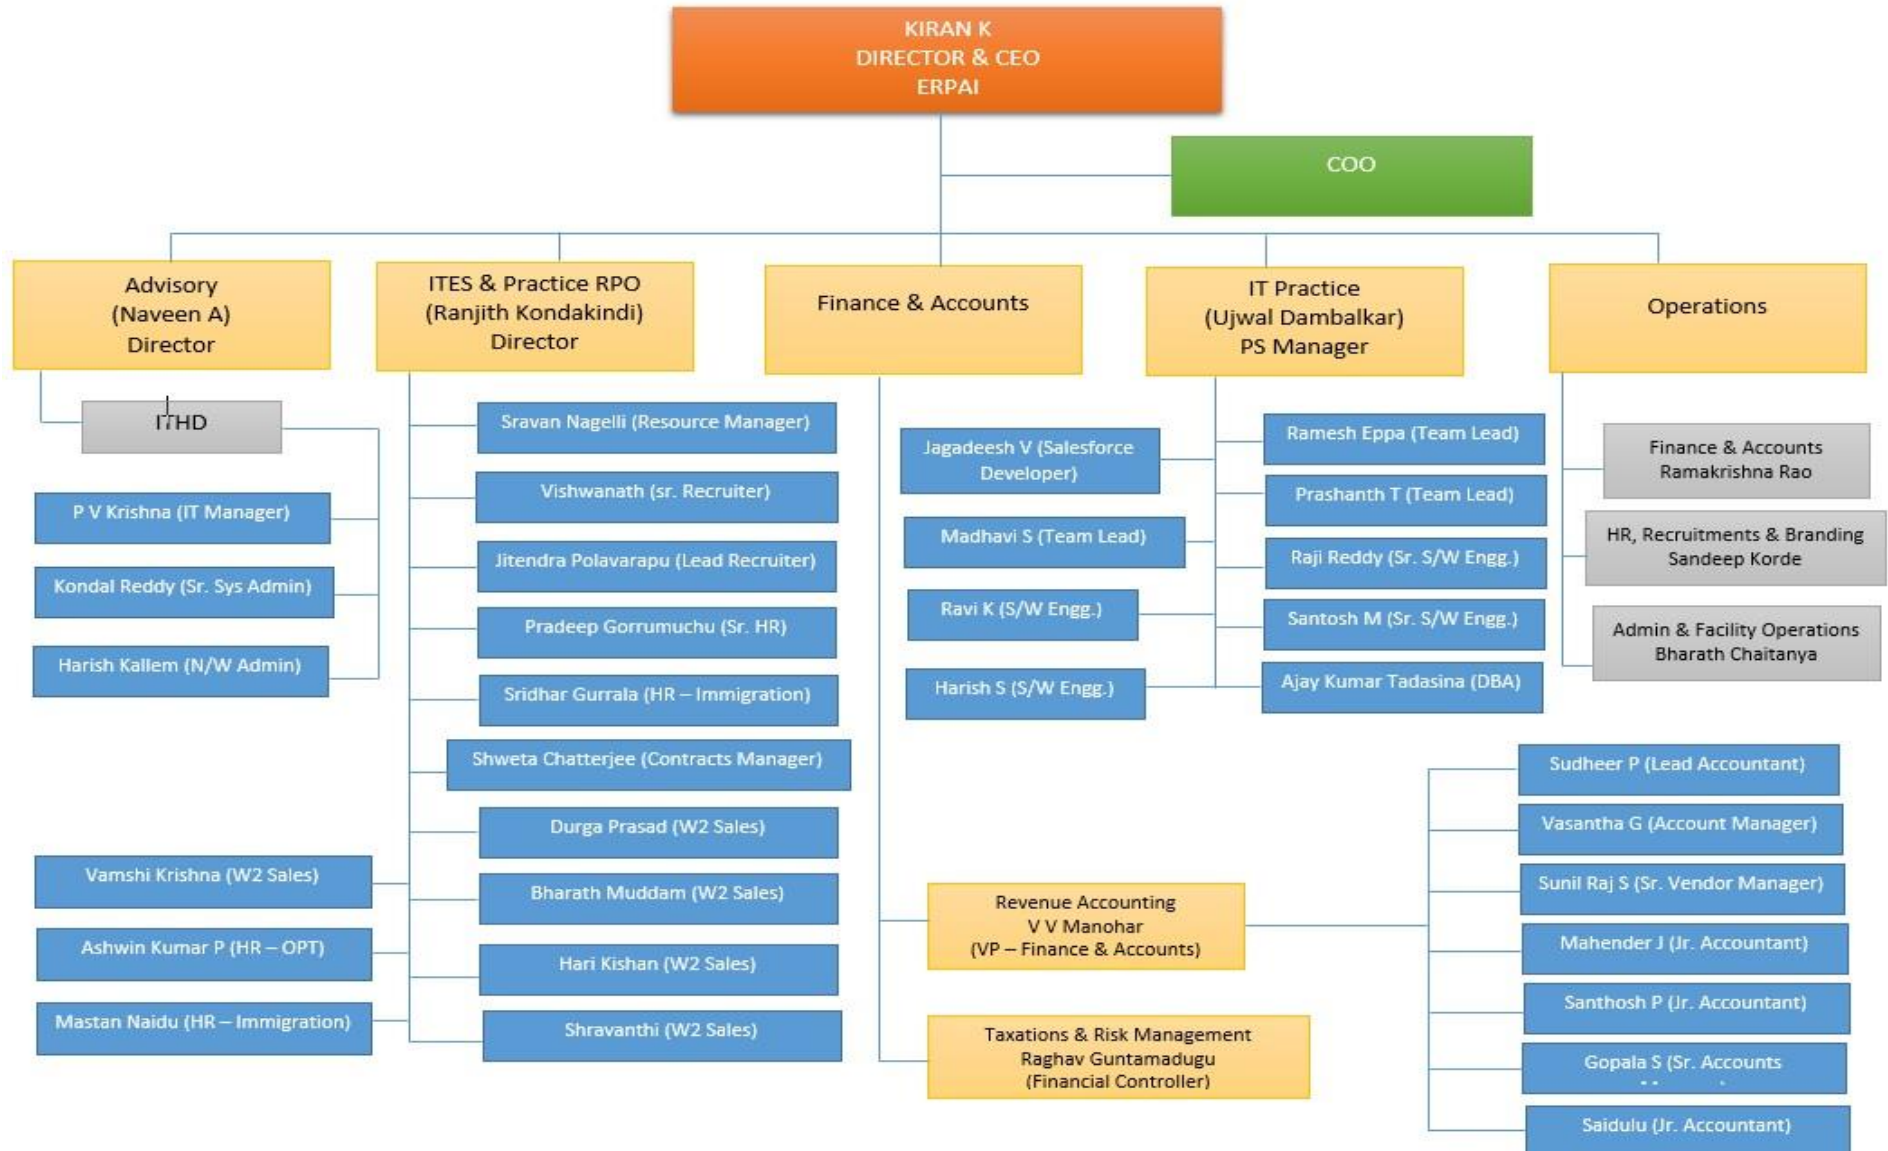 KIRAN K
DIRECTOR & CEO
ERPAI
COO
Advisory
(Naveen A)
Director
ITES & Practice RPO
(Ranjith Kondakindi)
Director
Finance & Accounts
IT Practice
(Ujwal Dambalkar)
PS Manager
Operations
ITHD
P V Krishna (IT Manager)
Kondal Reddy (Sr. Sys Admin)
Harish Kallem (N/W Admin)
Sravan Nagelli (Resource Manager)
Vishwanath (sr. Recruiter)
Jitendra Polavarapu (Lead Recruiter)
Pradeep Gorrumuchu (Sr. HR)
Sridhar Gurrala (HR – Immigration)
Shweta Chatterjee (Contracts Manager)
Durga Prasad (W2 Sales)
Bharath Muddam (W2 Sales)
Hari Kishan (W2 Sales)
Shravanthi (W2 Sales)
Vamshi Krishna (W2 Sales)
Ashwin Kumar P (HR – OPT)
Mastan Naidu (HR – Immigration)
Jagadeesh V (Salesforce
Developer)
Madhavi S (Team Lead)
Ravi K (S/W Engg.)
Harish S (S/W Engg.)
Ramesh Eppa (Team Lead)
Prashanth T (Team Lead)
Raji Reddy (Sr. S/W Engg.)
Santosh M (Sr. S/W Engg.)
Ajay Kumar Tadasina (DBA)
Finance & Accounts
Ramakrishna Rao
HR, Recruitments & Branding
Sandeep Korde
Admin & Facility Operations
Bharath Chaitanya
Revenue Accounting
V V Manohar
(VP – Finance & Accounts)
Taxations & Risk Management
Raghav Guntamadugu
(Financial Controller)
Sudheer P (Lead Accountant)
Vasantha G (Account Manager)
Sunil Raj S (Sr. Vendor Manager)
Mahender J (Jr. Accountant)
Santhosh P (Jr. Accountant)
Gopala S (Sr. Accounts
Saidulu (Jr. Accountant)